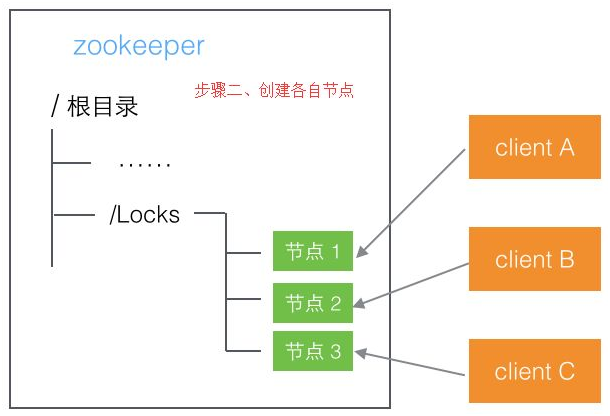 zookeeper
步骤二、创建各自节点
/ 根目录
······
/Locks
节点 1
节点 2
节点 3
client A
client B
client C